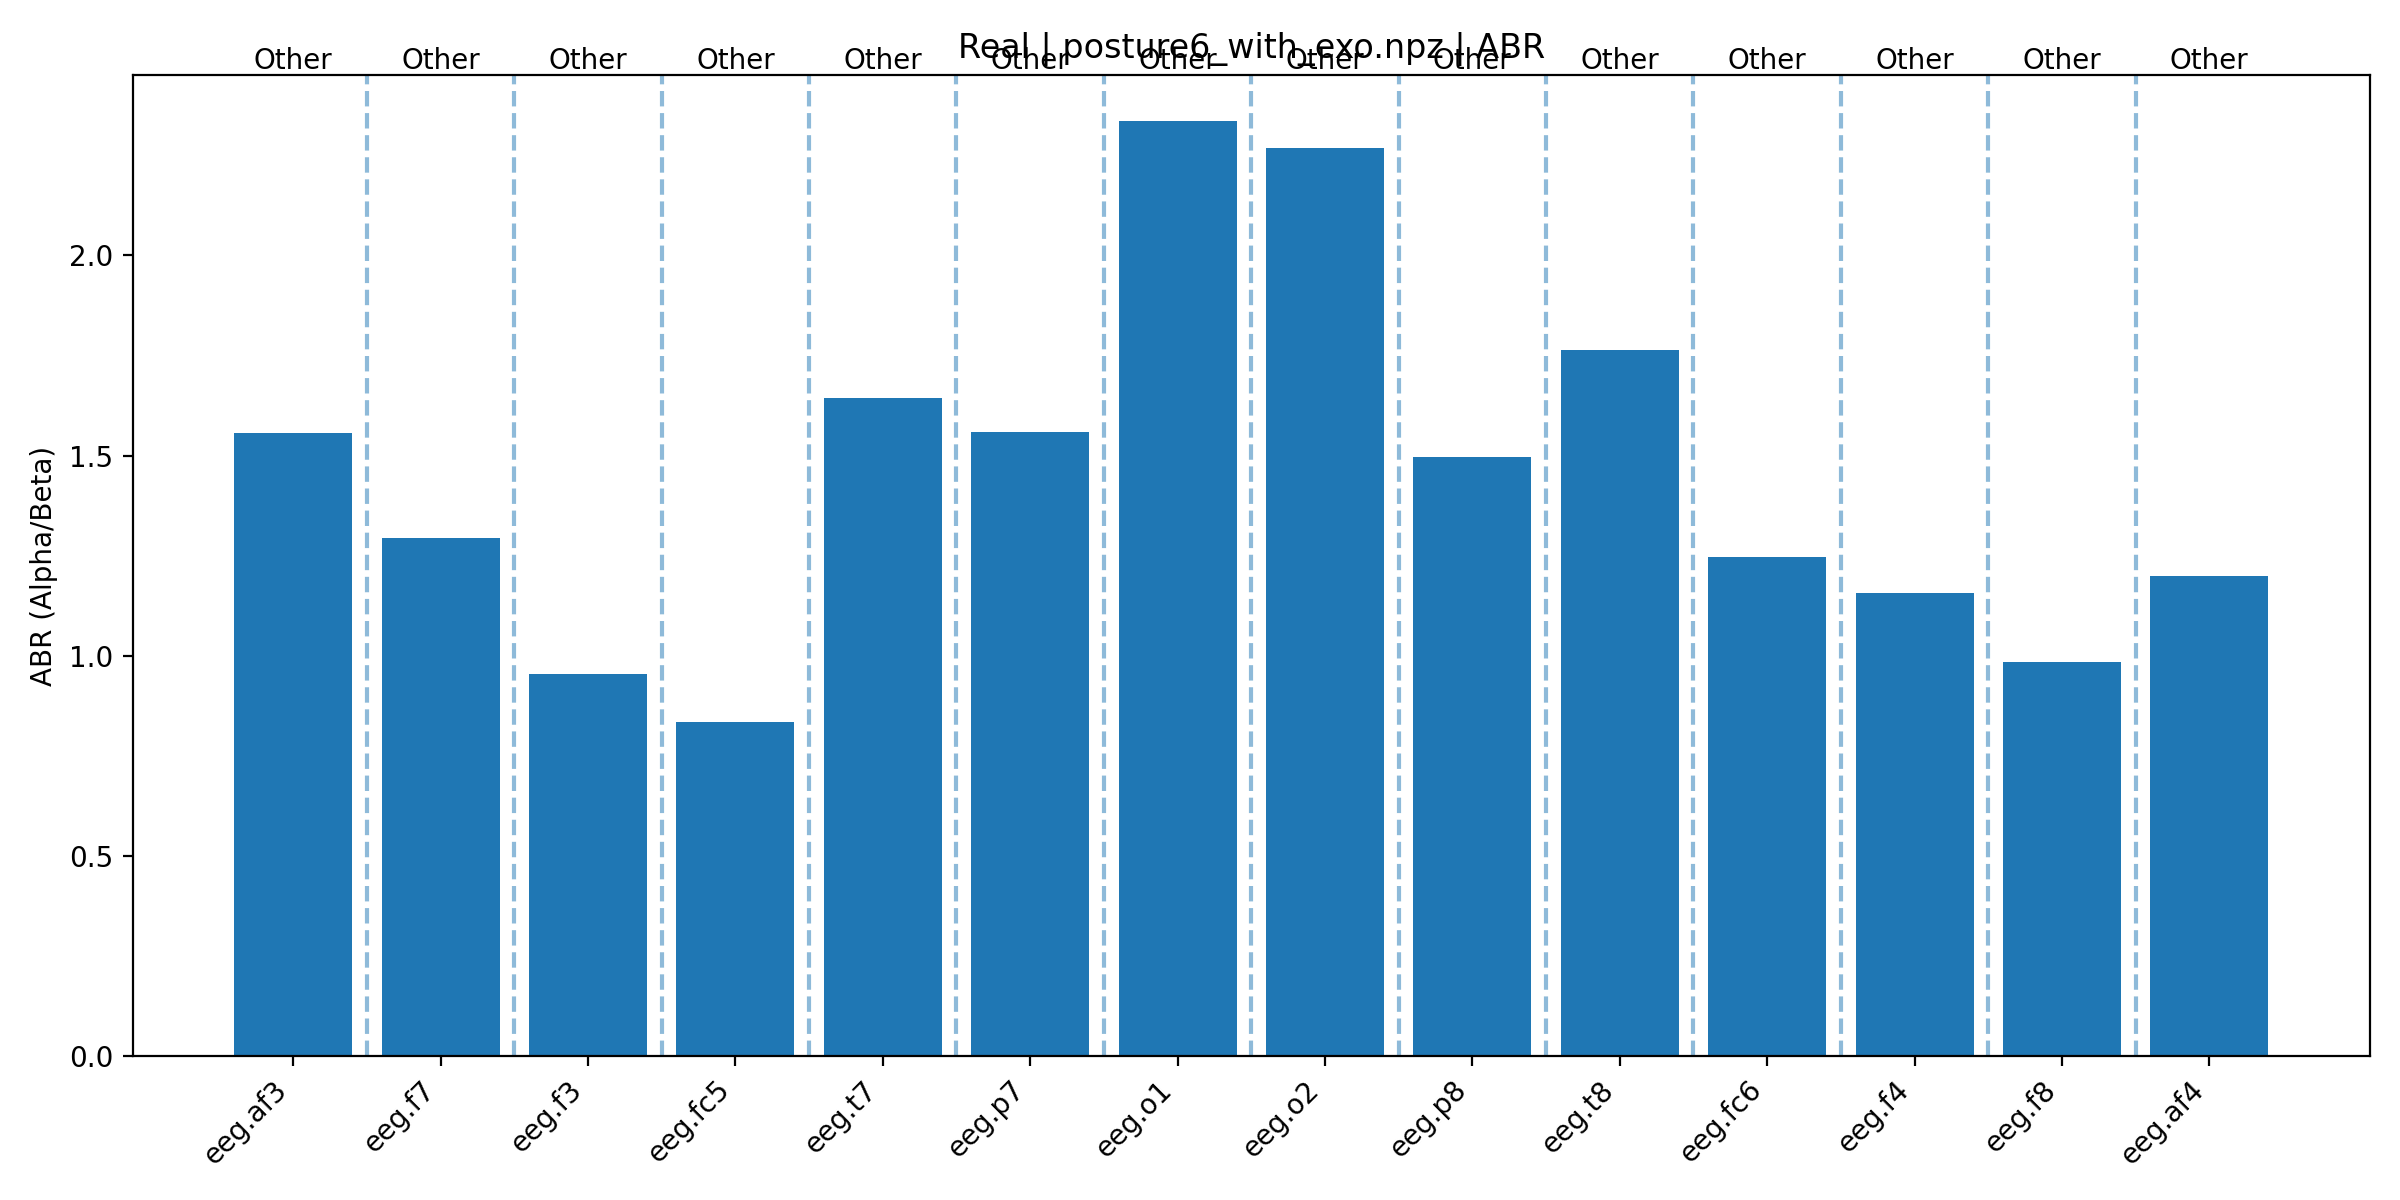 Real | posture6_with_exo.npz | ABR
Other Other Other Other Other Other Other Other Other Other Other Other Other Other
ABR (Alpha/Beta)
2.0
1.5
1.0
0.5
0.0
eeg.af3 eeg.f7 eeg.f3 eeg.fc5 eeg.t7 eeg.p7 eeg.o1 eeg.o2 eeg.p8 eeg.t8 eeg.fc6 eeg.f4 eeg.f8 eeg.af4